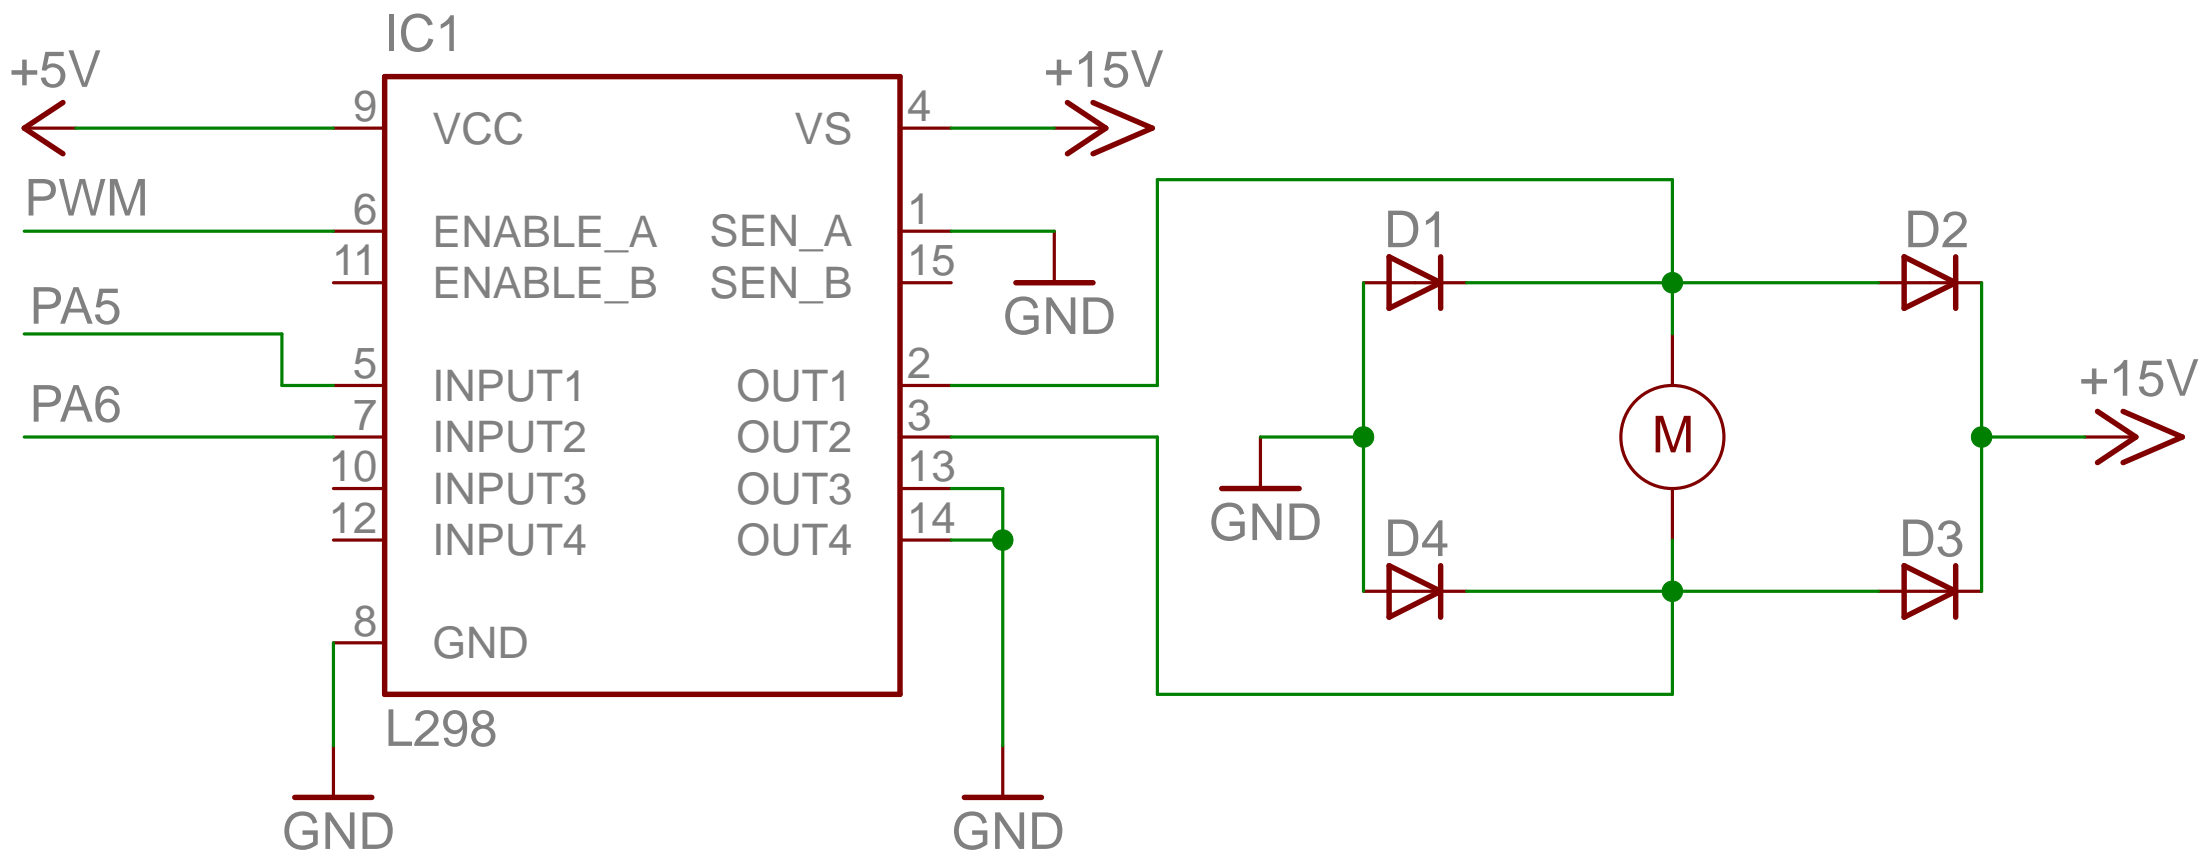 IC1
+5V
+15V
9 VCC VS 4
PWM
6 ENABLE_A SEN_A 1
11 ENABLE_B SEN_B 15
GND
PA5
5 INPUT1 OUT1 2
PA6
7 INPUT2 OUT2 3
10 INPUT3 OUT3 13
12 INPUT4 OUT4 14
8 GND
L298
GND
GND
D1
D2
M
+15V
GND
D4
D3